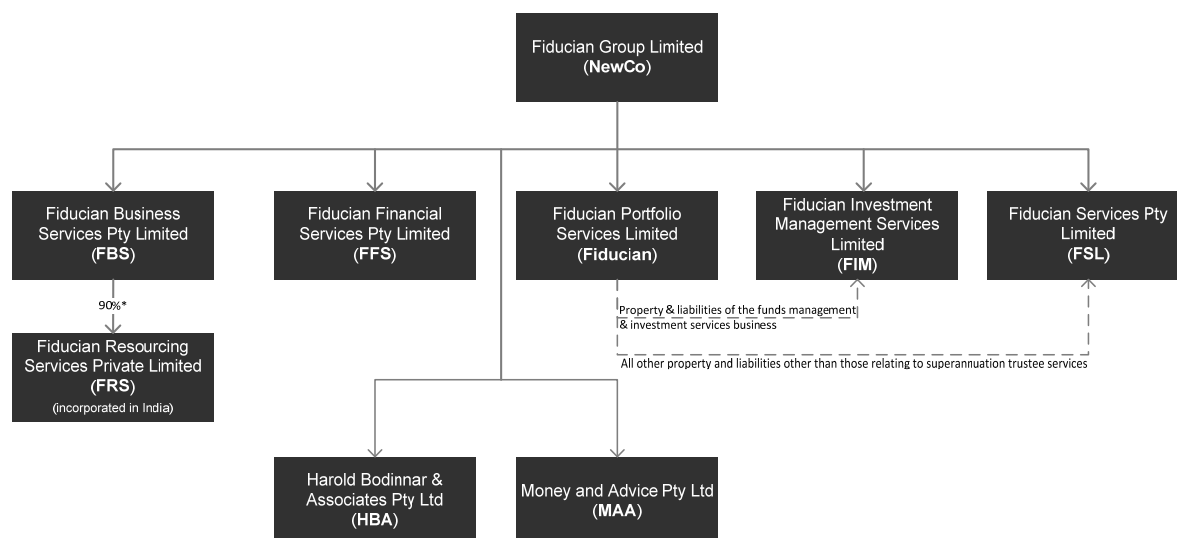 Fiducian Group Limited
(NewCo)
Fiducian Business
Services Pty Limited
(FBS)
Fiducian Financial
Services Pty Limited
(FFS)
Fiducian Portfolio
Services Limited
(Fiducian)
Fiducian Investment
Management Services
Limited
(FIM)
Fiducian Services Pty
Limited
(FSL)
90%*
Property & liabilities of the funds management
& investment services business
Fiducian Resourcing
Services Private Limited
(FRS)
(incorporated in India)
All other property and liabilities other than those relating to superannuation trustee services
Harold Bodinnar &
Associates Pty Ltd
(HBA)
Money and Advice Pty Ltd
(MAA)